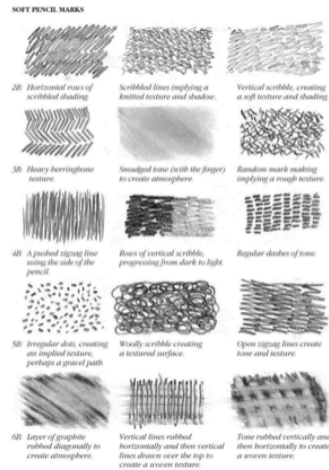 SOFT PENCIL MARKS
2B: Horizontal rows of
scribbled shading.
Scribbled lines implying a
knitted texture and shadow.
Vertical scribble, creating
a soft texture and shading.
3B: Heavy herringbone
texture.
Smudged tone (with the finger)
to create atmosphere.
Random mark making
implying a rough texture.
4B: A pushed zigzag line
using the side of the
pencil.
Rows of vertical scribble,
progressing from dark to light.
Regular dashes of tone.
5B: Irregular dots, creating
an implied texture,
perhaps a gravel path.
Woolly scribble creating
a textured surface.
Open zigzag lines create
tone and texture.
6B: Layer of graphite
rubbed diagonally to
create atmosphere.
Vertical lines rubbed
horizontally and then vertical
lines drawn over the top to
create a woven texture.
Tone rubbed vertically and
then horizontally to create
a woven texture.